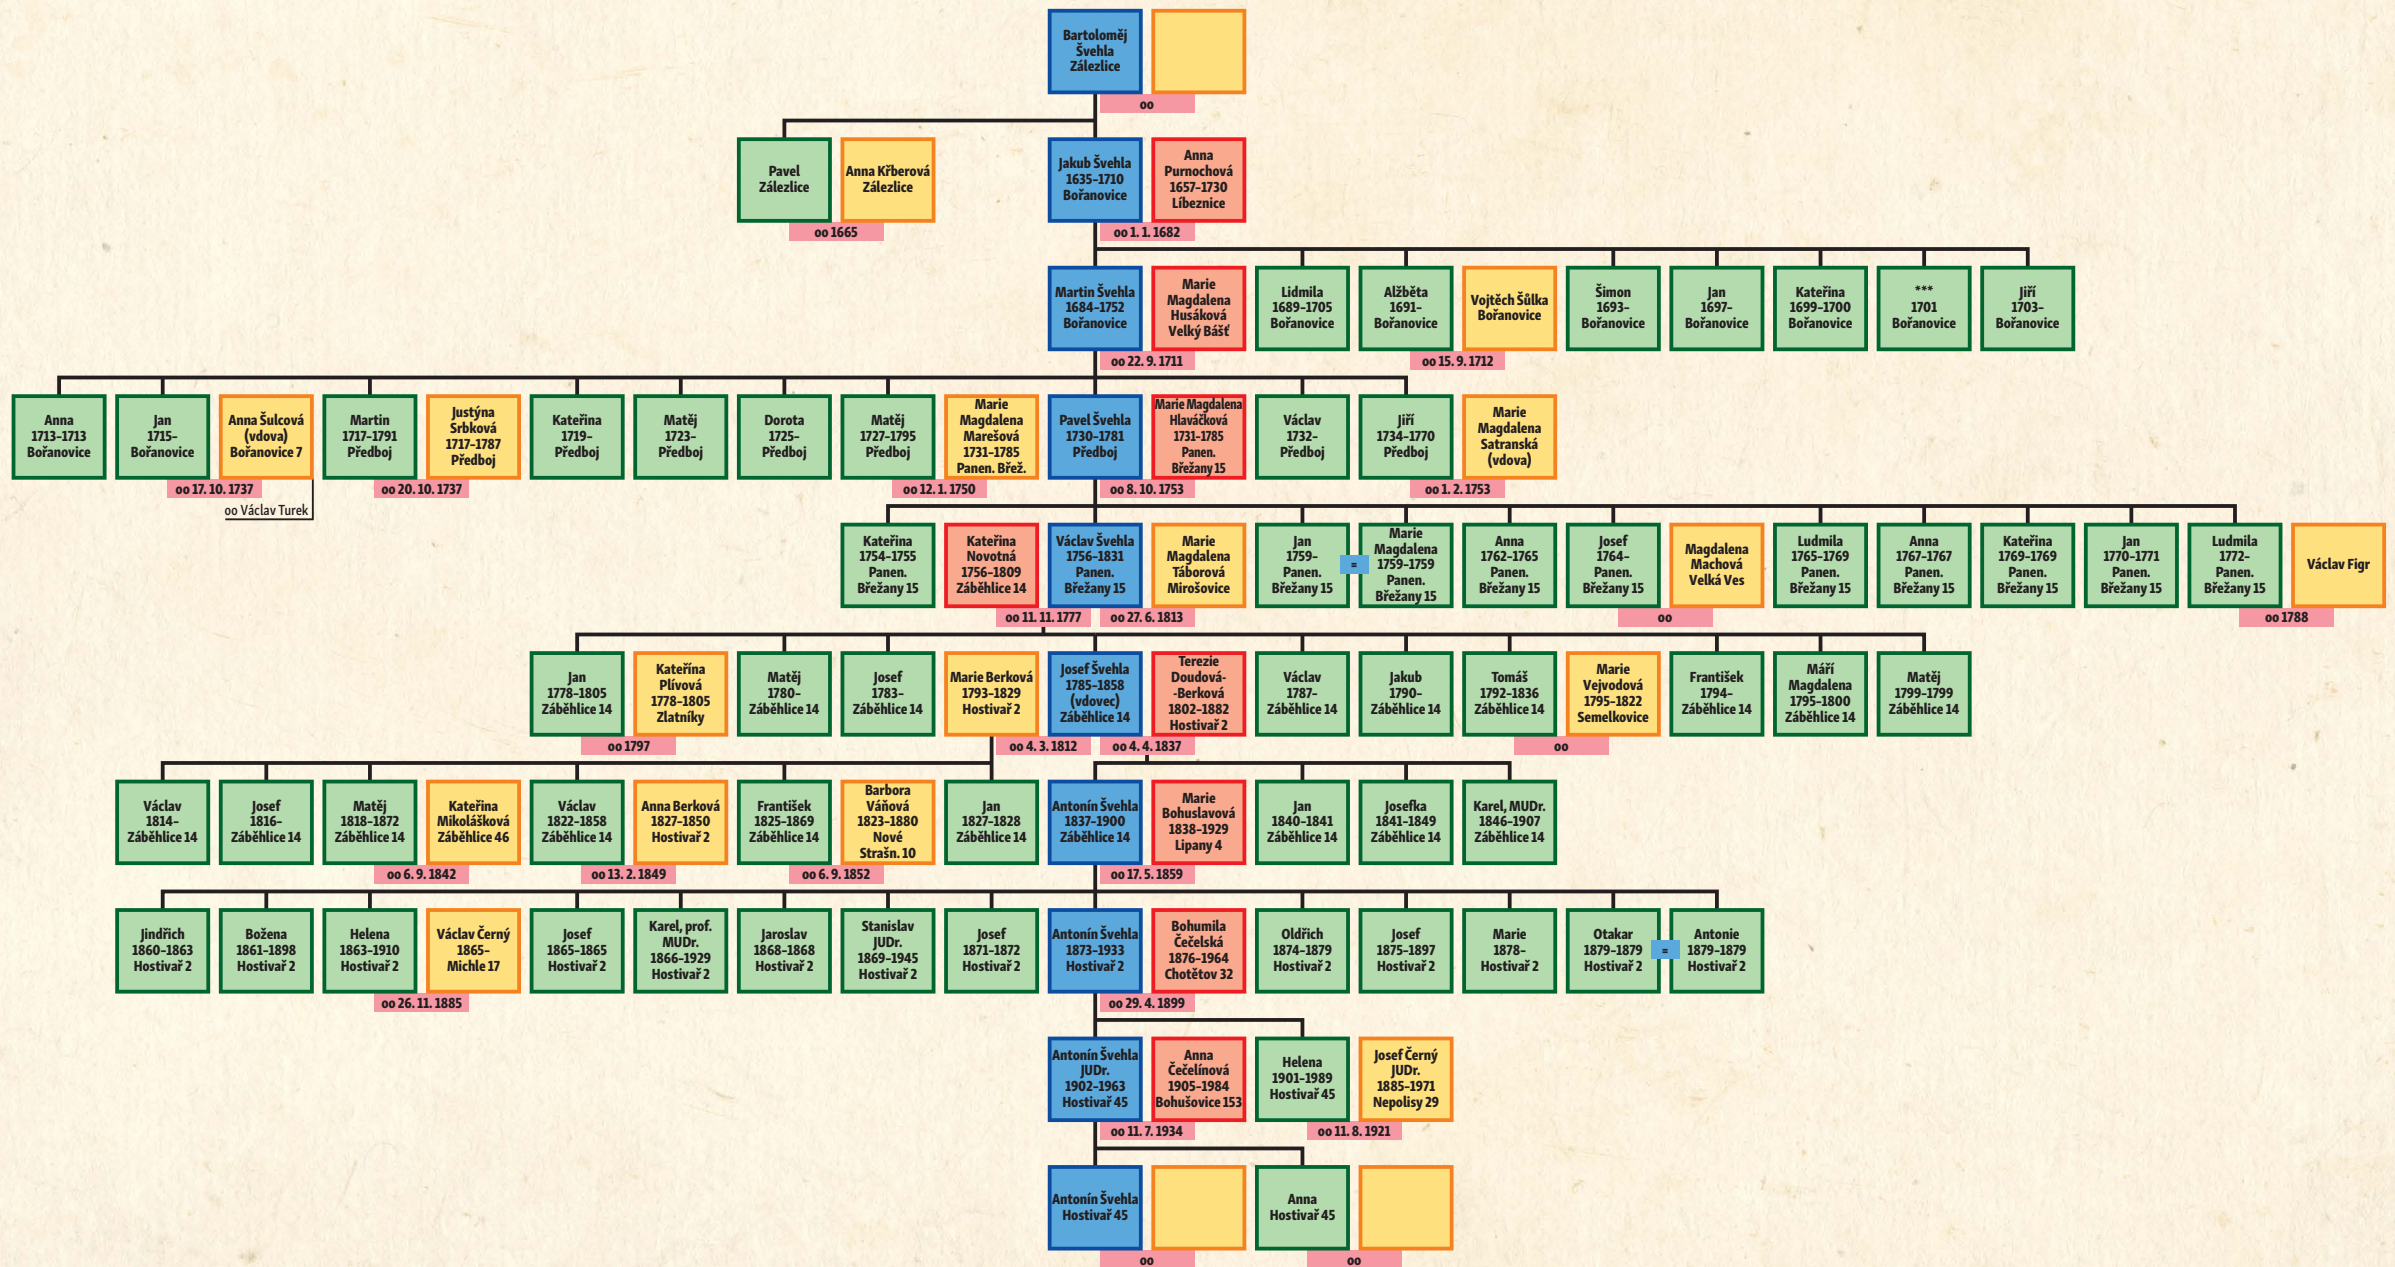 Bartoloměj
Švehla
Zálezlice
oo
Pavel
Zálezlice
Anna Křberová
Zálezlice
oo 1665
Jakub Švehla
1635–1710
Bořanovice
Anna
Purnochová
1657–1730
Líbeznice
oo 1. 1. 1682
Martin Švehla
1684–1752
Bořanovice
Marie
Magdalena
Husáková
Velký Bášť
oo 22. 9. 1711
Lidmila
1689–1705
Bořanovice
Alžběta
1691–
Bořanovice
Vojtěch Šůlka
Bořanovice
oo 15. 9. 1712
Šimon
1693–
Bořanovice
Jan
1697–
Bořanovice
Kateřina
1699–1700
Bořanovice
***
1701
Bořanovice
Jiří
1703–
Bořanovice
Anna
1713–1713
Bořanovice
Jan
1715–
Bořanovice
Anna Šulcová
(vdova)
Bořanovice 7
oo 17. 10. 1737
oo Václav Turek
Martin
1717–1791
Předboj
Justýna
Srbková
1717–1787
Předboj
oo 20. 10. 1737
Kateřina
1719–
Předboj
Matěj
1723–
Předboj
Dorota
1725–
Předboj
Matěj
1727–1795
Předboj
Marie
Magdalena
Marešová
1731–1785
Panen. Břež.
oo 12. 1. 1750
Pavel Švehla
1730–1781
Předboj
Marie Magdalena
Hlaváčková
1731–1785
Panen.
Břežany 15
oo 8. 10. 1753
Václav
1732–
Předboj
Jiří
1734–1770
Předboj
Marie
Magdalena
Satranská
(vdova)
oo 1. 2. 1753
Kateřina
1754–1755
Panen.
Břežany 15
Kateřina
Novotná
1756–1809
Záběhlice 14
oo 11. 11. 1777
Václav Švehla
1756–1831
Panen.
Břežany 15
Marie
Magdalena
Táborová
Mirošovice
oo 27. 6. 1813
Jan
1759–
Panen.
Břežany 15
=
Marie
Magdalena
1759–1759
Panen.
Břežany 15
Anna
1762–1765
Panen.
Břežany 15
Josef
1764–
Panen.
Břežany 15
Magdalena
Machová
Velká Ves
oo
Ludmila
1765–1769
Panen.
Břežany 15
Anna
1767–1767
Panen.
Břežany 15
Kateřina
1769–1769
Panen.
Břežany 15
Jan
1770–1771
Panen.
Břežany 15
Ludmila
1772–
Panen.
Břežany 15
Václav Figr
oo 1788
Jan
1778–1805
Záběhlice 14
Kateřína
Plívová
1778–1805
Zlatníky
oo 1797
Matěj
1780–
Záběhlice 14
Josef
1783–
Záběhlice 14
Marie Berková
1793–1829
Hostivař 2
oo 4. 3. 1812
Josef Švehla
1785–1858
(vdovec)
Záběhlice 14
Terezie
Doudová-
-Berková
1802–1882
Hostivař 2
oo 4. 4. 1837
Václav
1787–
Záběhlice 14
Jakub
1790–
Záběhlice 14
Tomáš
1792–1836
Záběhlice 14
Marie
Vejvodová
1795–1822
Semelkovice
oo
František
1794–
Záběhlice 14
Máří
Magdalena
1795–1800
Záběhlice 14
Matěj
1799–1799
Záběhlice 14
Václav
1814–
Záběhlice 14
Josef
1816–
Záběhlice 14
Matěj
1818–1872
Záběhlice 14
Kateřina
Mikolášková
Záběhlice 46
oo 6. 9. 1842
Václav
1822–1858
Záběhlice 14
Anna Berková
1827–1850
Hostivař 2
oo 13. 2. 1849
František
1825–1869
Záběhlice 14
Barbora
Váňová
1823–1880
Nové
Strašn. 10
oo 6. 9. 1852
Jan
1827–1828
Záběhlice 14
Antonín Švehla
1837–1900
Záběhlice 14
Marie
Bohuslavová
1838–1929
Lipany 4
oo 17. 5. 1859
Jan
1840–1841
Záběhlice 14
Josefka
1841–1849
Záběhlice 14
Karel, MUDr.
1846–1907
Záběhlice 14
Jindřich
1860–1863
Hostivař 2
Božena
1861–1898
Hostivař 2
Helena
1863–1910
Hostivař 2
Václav Černý
1865–
Michle 17
oo 26. 11. 1885
Josef
1865–1865
Hostivař 2
Karel, prof.
MUDr.
1866–1929
Hostivař 2
Jaroslav
1868–1868
Hostivař 2
Stanislav
JUDr.
1869–1945
Hostivař 2
Josef
1871–1872
Hostivař 2
Antonín Švehla
1873–1933
Hostivař 2
Bohumila
Čečelská
1876–1964
Chotětov 32
oo 29. 4. 1899
Oldřich
1874–1879
Hostivař 2
Josef
1875–1897
Hostivař 2
Marie
1878–
Hostivař 2
Otakar
1879–1879
Hostivař 2
=
Antonie
1879–1879
Hostivař 2
Antonín Švehla
JUDr.
1902–1963
Hostivař 45
Anna
Čečelínová
1905–1984
Bohušovice 153
oo 11. 7. 1934
Helena
1901–1989
Hostivař 45
Josef Černý
JUDr.
1885–1971
Nepolisy 29
oo 11. 8. 1921
Antonín Švehla
Hostivař 45
oo
Anna
Hostivař 45
oo